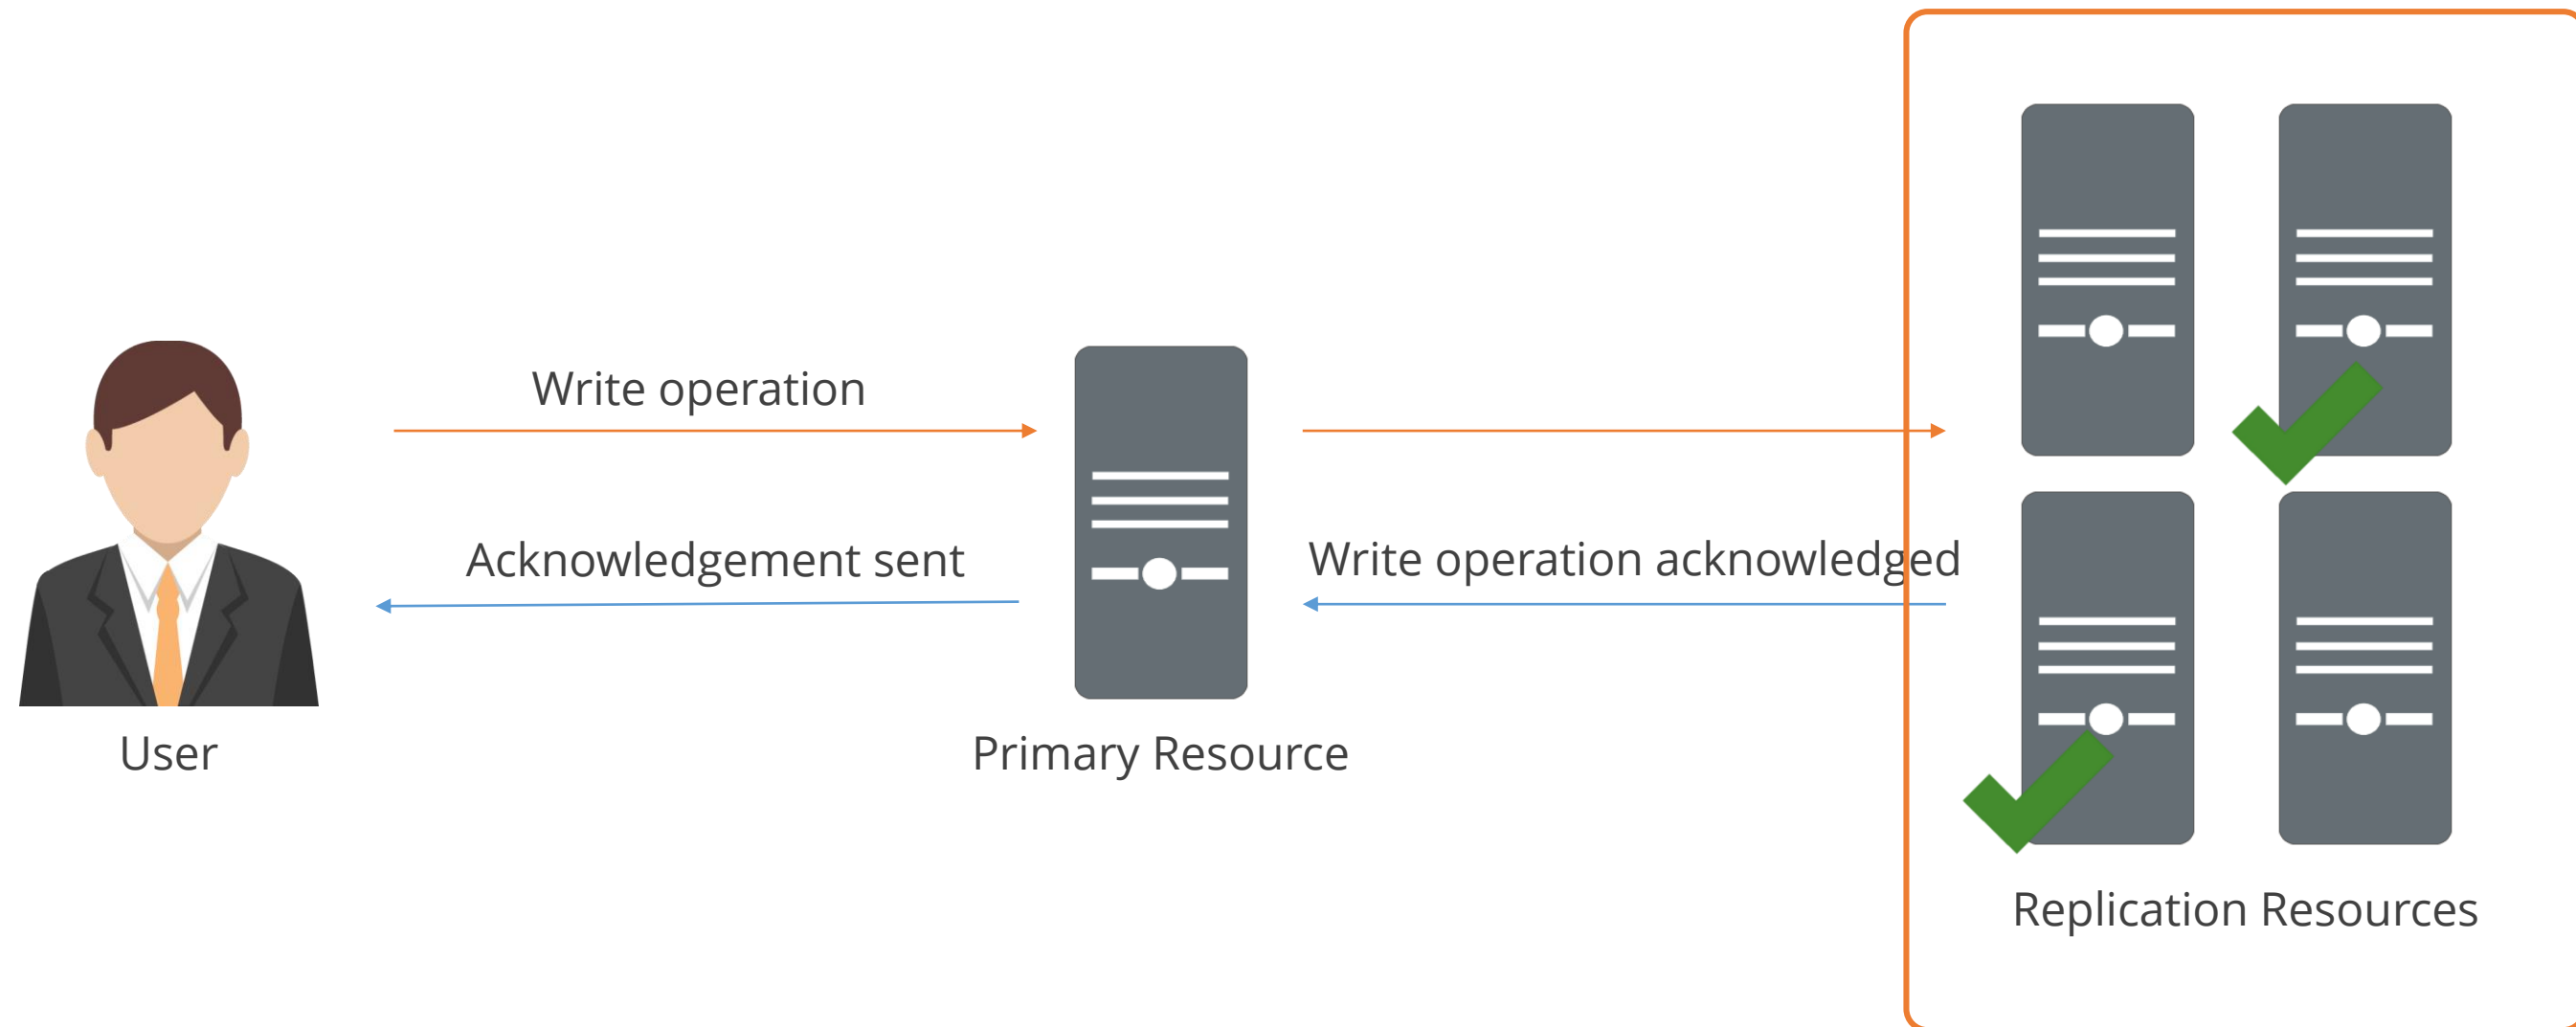 Write operation
Acknowledgement sent
Write operation acknowledged
User
Primary Resource
Replication Resources